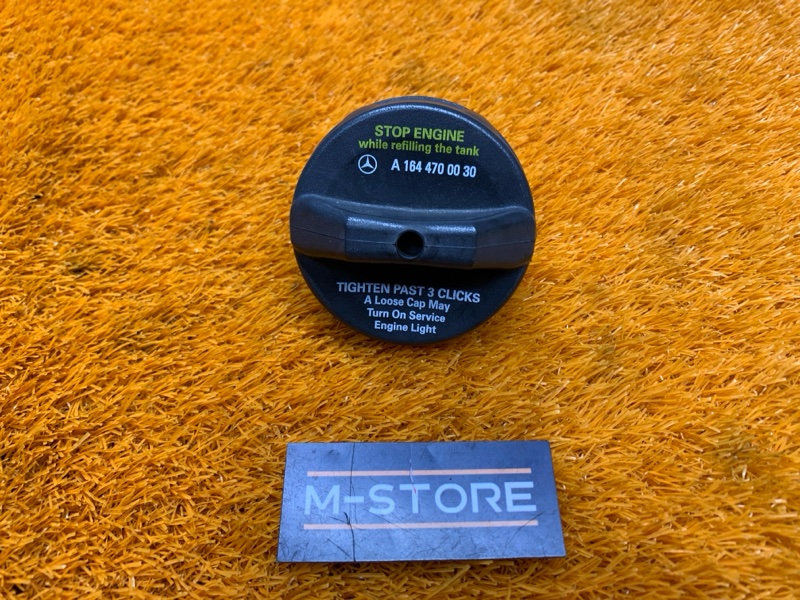 STOP ENGINE
while refilling the tank
A 164 470 00 30
TIGHTEN PAST 3 CLICKS
A Loose Cap May
Turn On Service
Engine Light
M-STORE